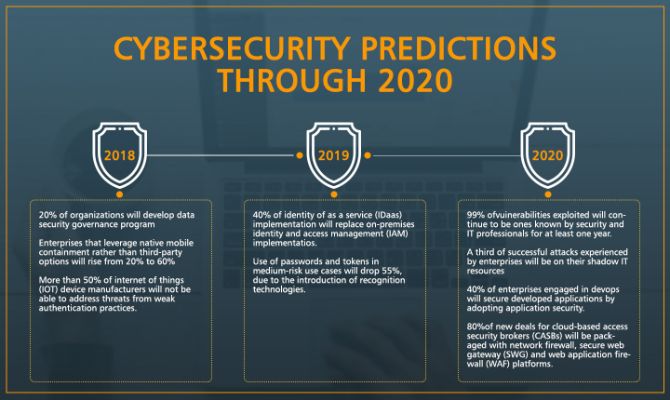 CYBERSECURITY PREDICTIONS
THROUGH 2020
2018
2019
2020
20% of organizations will develop data
security governance program
Enterprises that leverage native mobile
containment rather than third-party
options will rise from 20% to 60%
More than 50% of internet of things
(IOT) device manufacturers will not be
able to address threats from weak
authentication practices.
40% of identity of as a service (IDaas)
implementation will replace on-premises
identity and access management (IAM)
implementatios.
Use of passwords and tokens in
medium-risk use cases will drop 55%,
due to the introduction of recognition
technologies.
99% ofvuinerabilities exploited will con-
tinue to be ones known by security and
IT professionals for at least one year.
A third of successful attacks experienced
by enterprises will be on their shadow IT
resources
40% of enterprises engaged in devops
will secure developed applications by
adopting application security.
80%of new deals for cloud-based access
security brokers (CASBs) will be pack-
aged with network firewall, secure web
gateway (SWG) and web application fire-
wall (WAF) platforms.